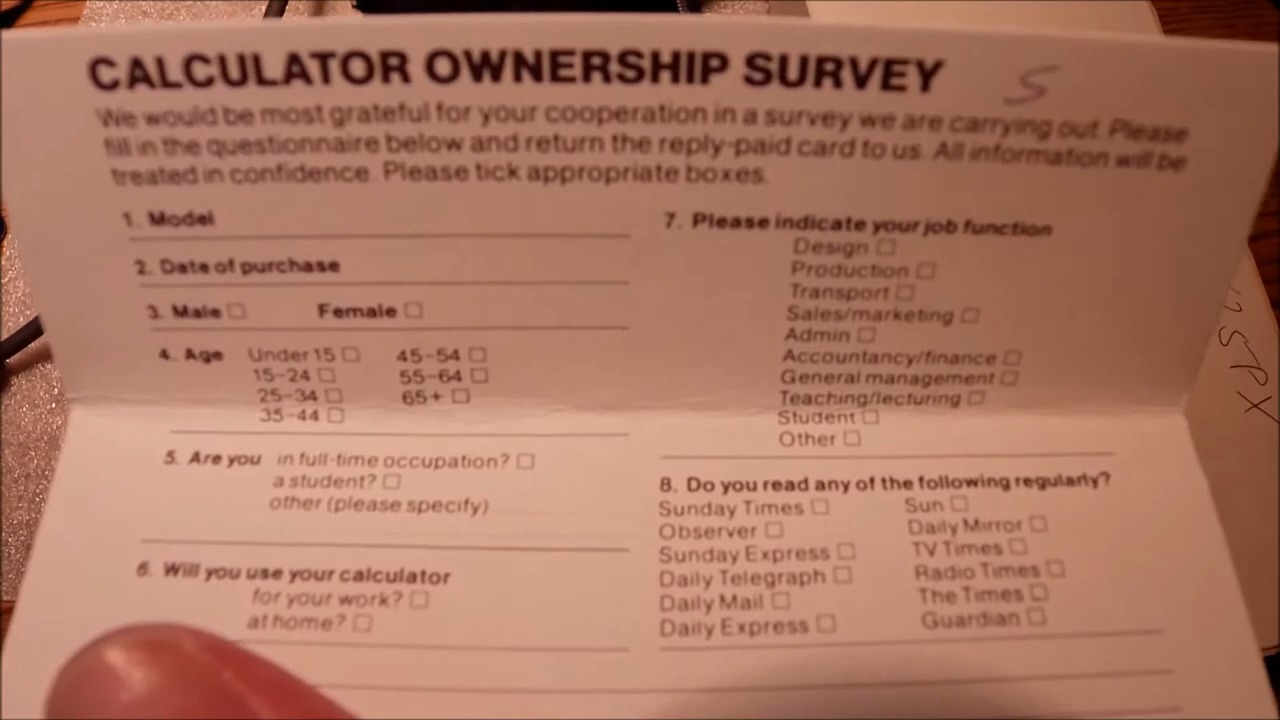 CALCULATOR OWNERSHIP SURVEY S
We would be most grateful for your cooperation in a survey we are carrying out. Please
fill in the questionnaire below and return the reply-paid card to us. All information will be
treated in confidence. Please tick appropriate boxes.
1. Model
2. Date of purchase
3. Male □ Female □
4. Age Under 15 □ 45-54 □
15-24 □ 55-64 □
25-34 □ 65+ □
35-44 □
5. Are you in full-time occupation? □
a student? □
other (please specify)
6. Will you use your calculator
for your work? □
at home? □
7. Please indicate your job function
Design □
Production □
Transport □
Sales/marketing □
Admin □
Accountancy/finance □
General management □
Teaching/lecturing □
Student □
Other □
8. Do you read any of the following regularly?
Sunday Times □ Sun □
Observer □ Daily Mirror □
Sunday Express □ TV Times □
Daily Telegraph □ Radio Times □
Daily Mail □ The Times □
Daily Express □ Guardian □